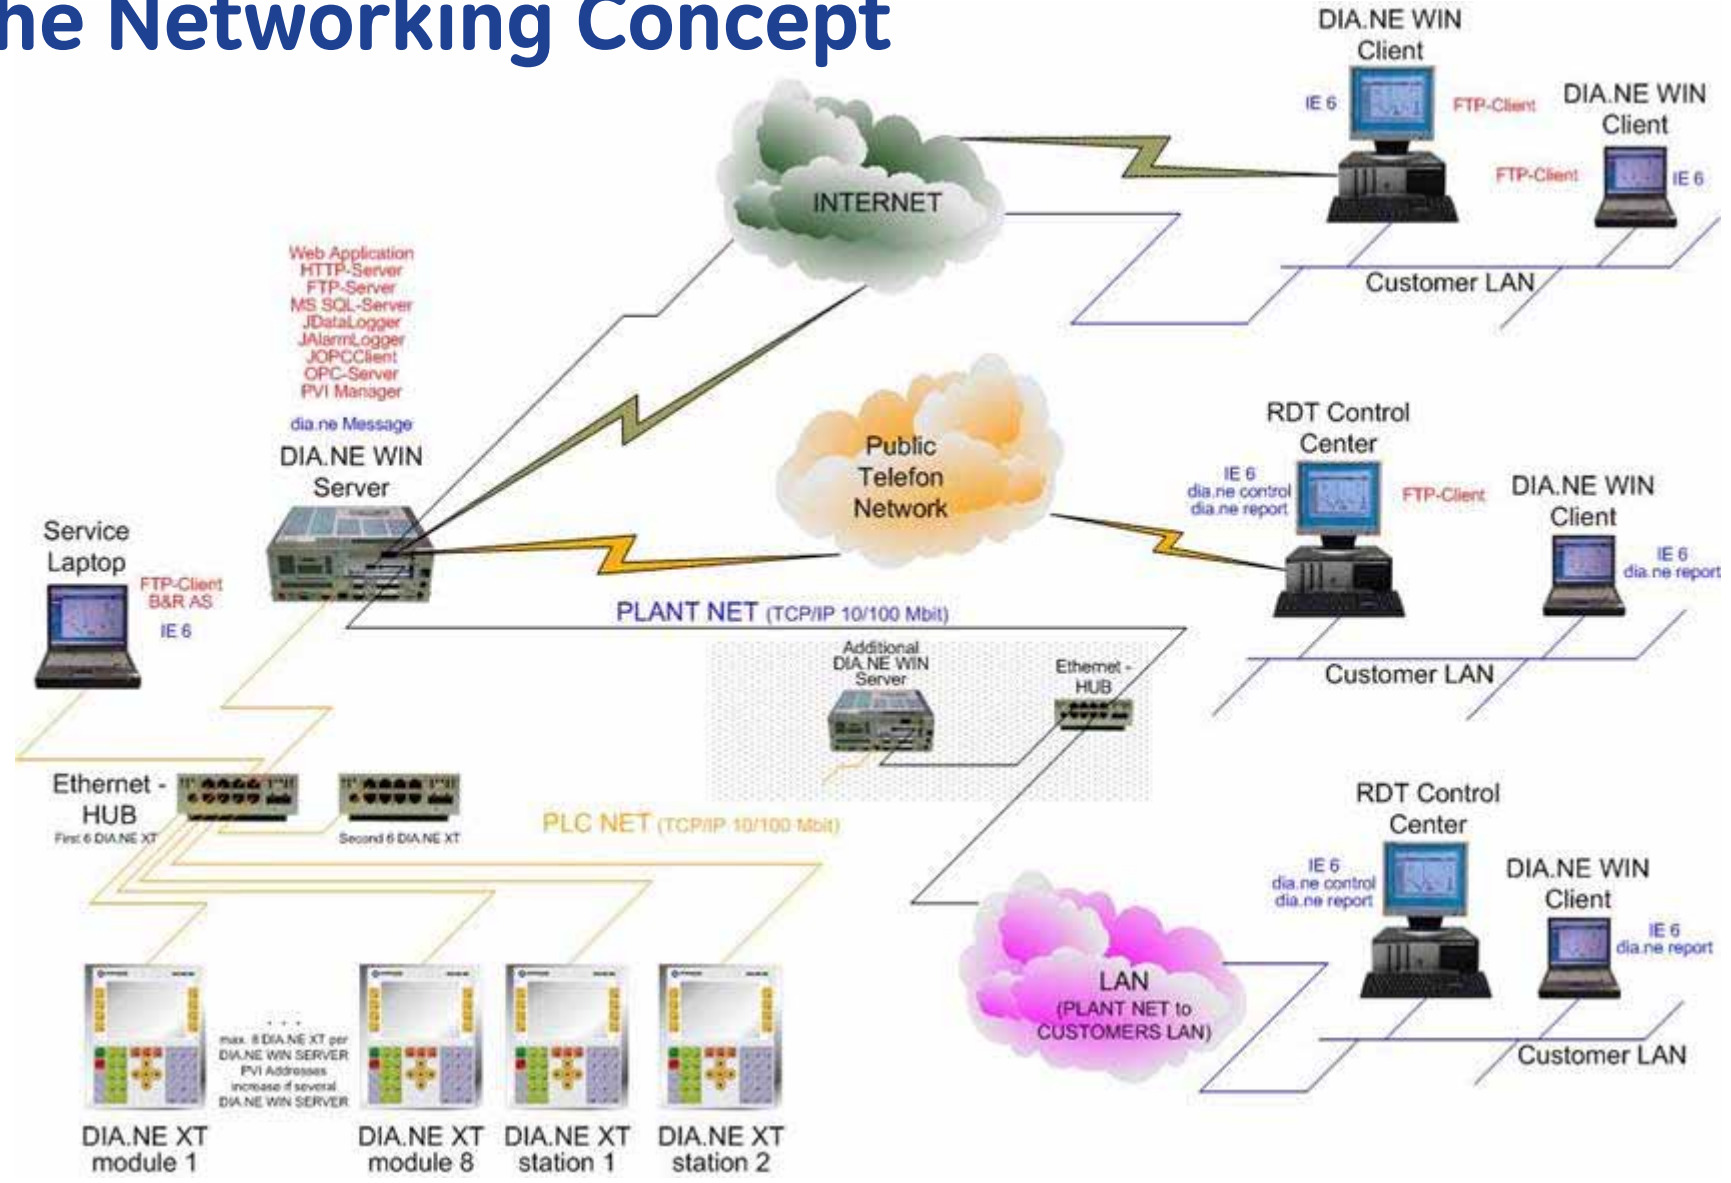 he Networking Concept
DIA.NE WIN
Client
IE 6
FTP-Client
DIA.NE WIN
Client
FTP-Client
IE 6
Customer LAN
INTERNET
Web Application
HTTP-Server
FTP-Server
MS SQL-Server
JDataLogger
JAlarmLogger
JOPCClient
OPC-Server
PVI Manager
dia.ne Message
DIA.NE WIN
Server
Public
Telefon
Network
RDT Control
Center
IE 6
dia.ne control
dia.ne report
FTP-Client
DIA.NE WIN
Client
IE 6
dia.ne report
Customer LAN
Service
Laptop
FTP-Client
B&R AS
IE 6
PLANT NET (TCP/IP 10/100 Mbit)
Additional
DIA.NE WIN
Server
Ethernet -
HUB
Ethernet -
HUB
First 6 DIA.NE XT
Second 6 DIA.NE XT
PLC NET (TCP/IP 10/100 Mbit)
RDT Control
Center
IE 6
dia.ne control
dia.ne report
DIA.NE WIN
Client
IE 6
dia.ne report
Customer LAN
LAN
(PLANT NET to
CUSTOMERS LAN)
. . .
max. 8 DIA.NE XT per
DIA.NE WIN SERVER
PVI Addresses
increase if several
DIA.NE WIN SERVER
DIA.NE XT
module 1
DIA.NE XT
module 8
DIA.NE XT
station 1
DIA.NE XT
station 2